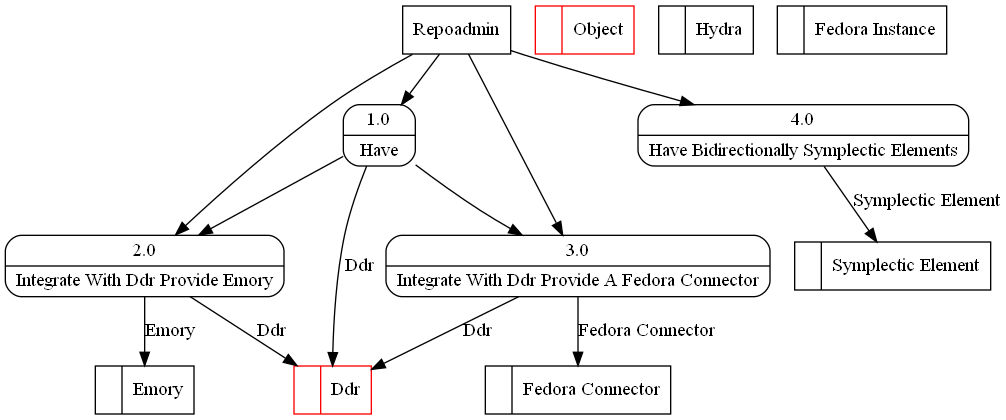 Repoadmin
Object
Hydra
Fedora Instance
1.0
Have
4.0
Have Bidirectionally Symplectic Elements
Symplectic Element
2.0
Integrate With Ddr Provide Emory
Ddr
3.0
Integrate With Ddr Provide A Fedora Connector
Symplectic Element
Emory
Ddr
Ddr
Fedora Connector
Emory
Ddr
Fedora Connector